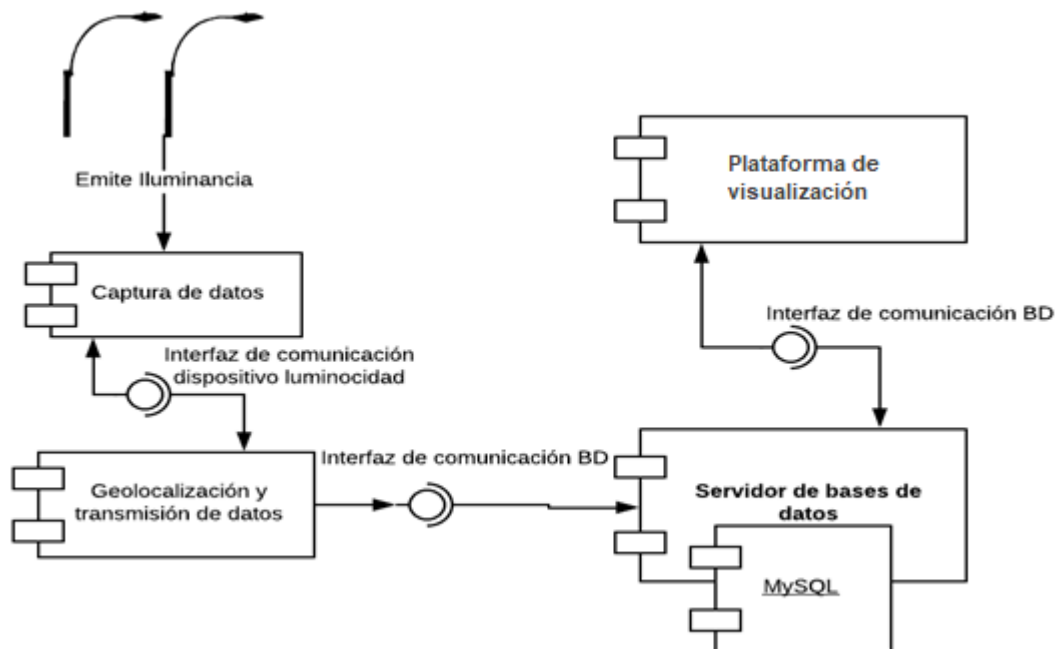 Emite Iluminancia
Captura de datos
Interfaz de comunicación
dispositivo luminocidad
Geolocalización y
transmisión de datos
Interfaz de comunicación BD
Plataforma de
visualización
Interfaz de comunicación BD
Servidor de bases de
datos
MySQL